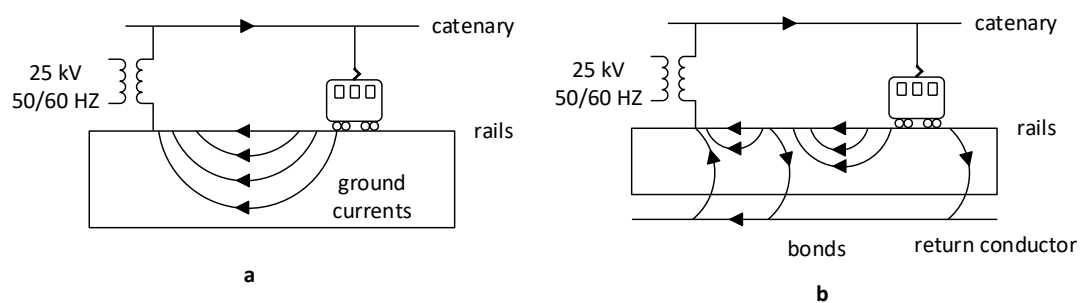 catenary
25 kV
50/60 HZ
rails
ground
currents
a
catenary
25 kV
50/60 HZ
rails
bonds
return conductor
b